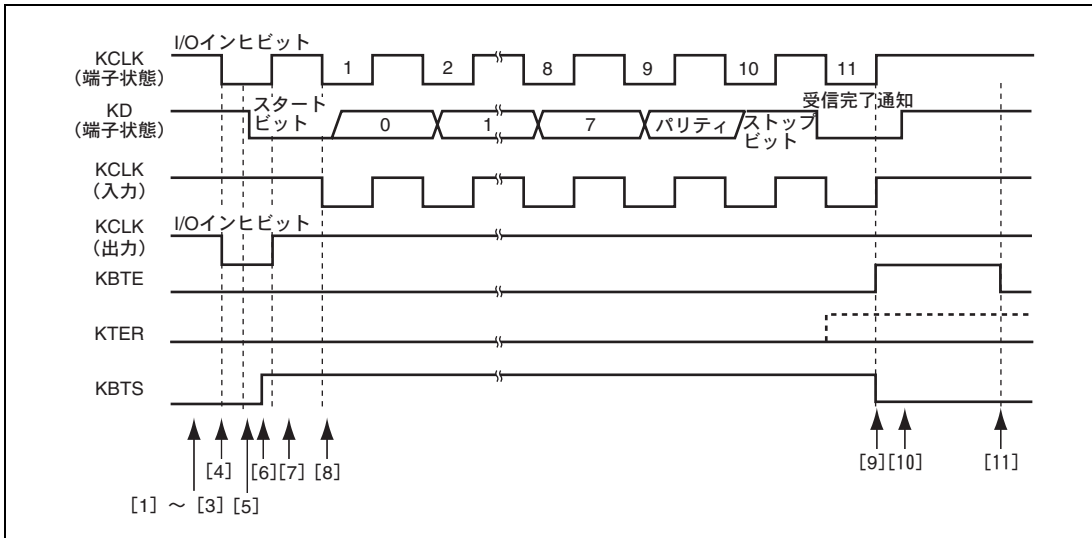 I/Oインヒビット
KCLK
(端子状態)
1 2 8 9 10 11
KD
(端子状態)
スタート
ビット
0 1 7 パリティ
ストップ
ビット
受信完了通知
KCLK
(入力)
I/Oインヒビット
KCLK
(出力)
KBTE
KTER
KBTS
[4] [6] [7] [8] [9] [10] [11]
[1] ～ [3] [5]